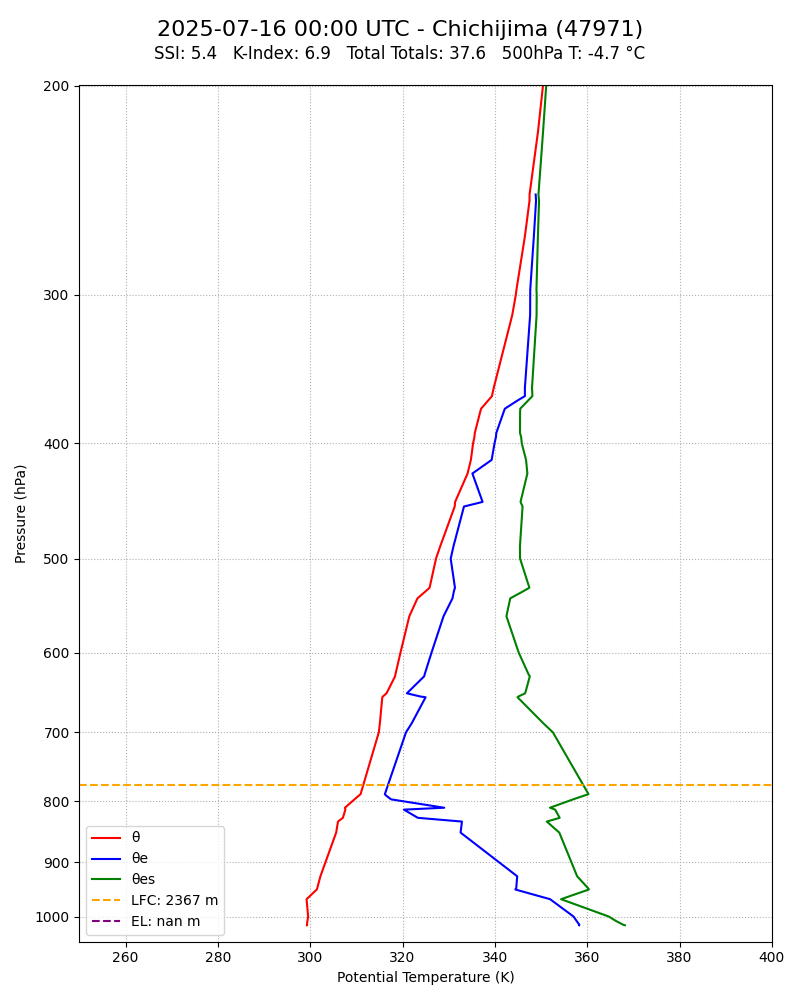 2025-07-16 00:00 UTC - Chichijima (47971)
SSI: 5.4   K-Index: 6.9   Total Totals: 37.6   500hPa T: -4.7 °C
200
300
400
500
600
700
800
900
1000
Pressure (hPa)
θ
θe
θes
LFC: 2367 m
EL: nan m
260 280 300 320 340 360 380 400
Potential Temperature (K)